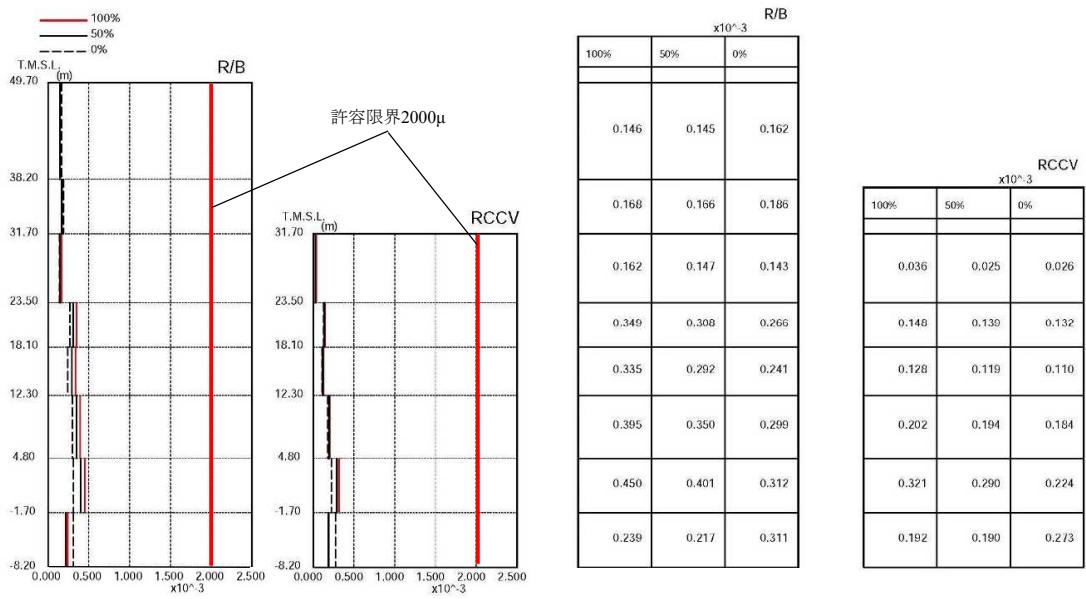 100%
50%
0%
T.M.S.L.
(m)
R/B
49.70
38.20
31.70
23.50
18.10
12.30
4.80
-1.70
-8.20
0.000 0.500 1.000 1.500 2.000 2.500
x10^-3
許容限界2000μ
T.M.S.L.
(m)
RCCV
31.70
23.50
18.10
12.30
4.80
-1.70
-8.20
0.000 0.500 1.000 1.500 2.000 2.500
x10^-3
R/B
x10^-3
100% 50% 0%
0.146 0.145 0.162
0.168 0.166 0.186
0.162 0.147 0.143
0.349 0.308 0.266
0.335 0.292 0.241
0.395 0.350 0.299
0.450 0.401 0.312
0.239 0.217 0.311
RCCV
x10^-3
100% 50% 0%
0.036 0.025 0.026
0.148 0.139 0.132
0.128 0.119 0.110
0.202 0.194 0.184
0.321 0.290 0.224
0.192 0.190 0.273